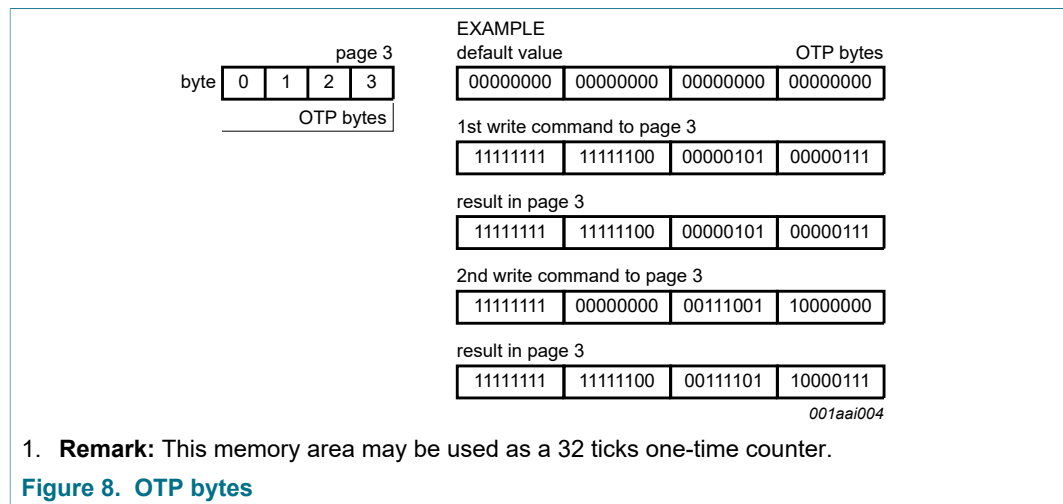 page 3
byte 0 1 2 3
OTP bytes
EXAMPLE
default value OTP bytes
00000000 00000000 00000000 00000000
1st write command to page 3
11111111 11111100 00000101 00000111
result in page 3
11111111 11111100 00000101 00000111
2nd write command to page 3
11111111 00000000 00111001 10000000
result in page 3
11111111 11111100 00111101 10000111
001aai004
1. Remark: This memory area may be used as a 32 ticks one-time counter.
Figure 8. OTP bytes